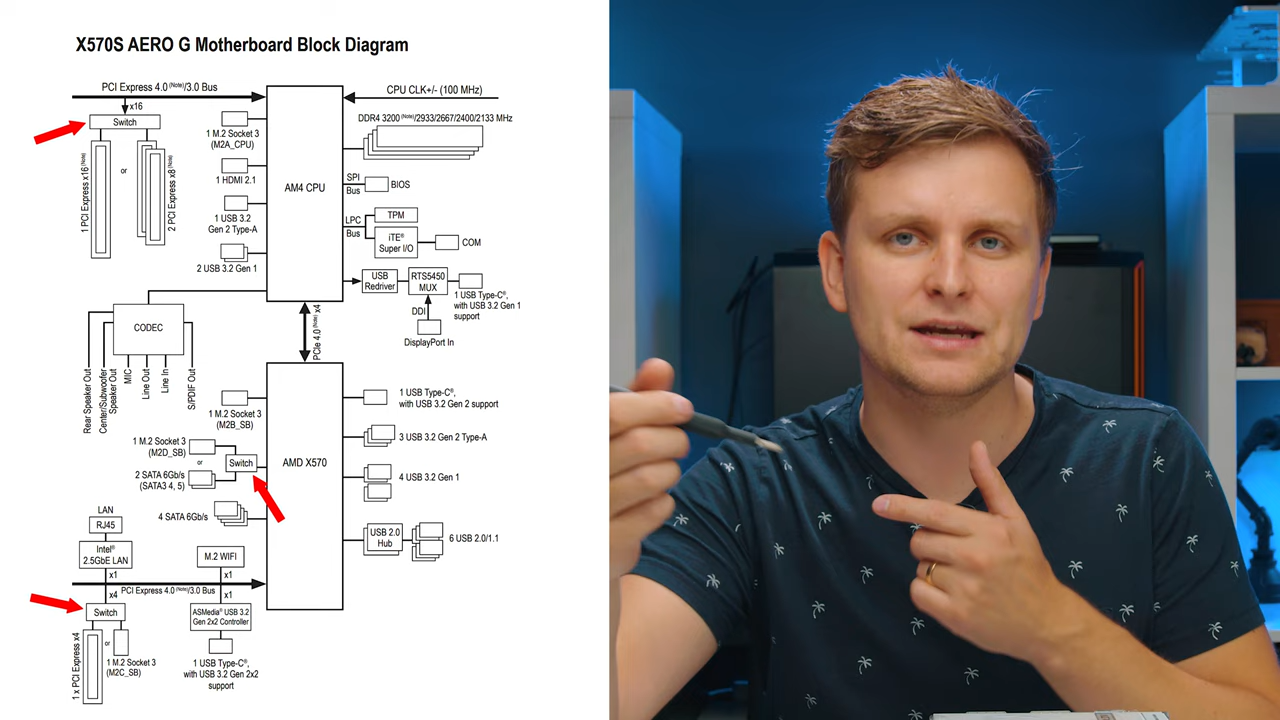 X570S AERO G Motherboard Block Diagram
PCI Express 4.0 (Note)/3.0 Bus
x16
Switch
1 PCI Express x16 (Note)
or
2 PCI Express x8 (Note)
1 M.2 Socket 3
(M2A_CPU)
1 HDMI 2.1
1 USB 3.2
Gen 2 Type-A
2 USB 3.2 Gen 1
AM4 CPU
CPU CLK+/- (100 MHz)
DDR4 3200 (Note)/2933/2667/2400/2133 MHz
SPI
Bus
BIOS
LPC
Bus
TPM
iTE®
Super I/O
COM
USB
Redriver
RTS5450
MUX
1 USB Type-C®,
with USB 3.2 Gen 1
support
DDI
DisplayPort In
PCIe 4.0 (Note) x4
CODEC
Rear Speaker Out
Center/Subwoofer
Speaker Out
MIC
Line Out
Line In
S/PDIF Out
1 M.2 Socket 3
(M2B_SB)
1 M.2 Socket 3
(M2D_SB)
or
2 SATA 6Gb/s
(SATA3 4, 5)
Switch
4 SATA 6Gb/s
AMD X570
1 USB Type-C®,
with USB 3.2 Gen 2 support
3 USB 3.2 Gen 2 Type-A
4 USB 3.2 Gen 1
USB 2.0
Hub
6 USB 2.0/1.1
LAN
RJ45
Intel®
2.5GbE LAN
x1
M.2 WIFI
x1
PCI Express 4.0 (Note)/3.0 Bus
x4
Switch
1 x PCI Express x4
or
1 M.2 Socket 3
(M2C_SB)
x1
ASMedia® USB 3.2
Gen 2x2 Controller
1 USB Type-C®,
with USB 3.2 Gen 2x2
support